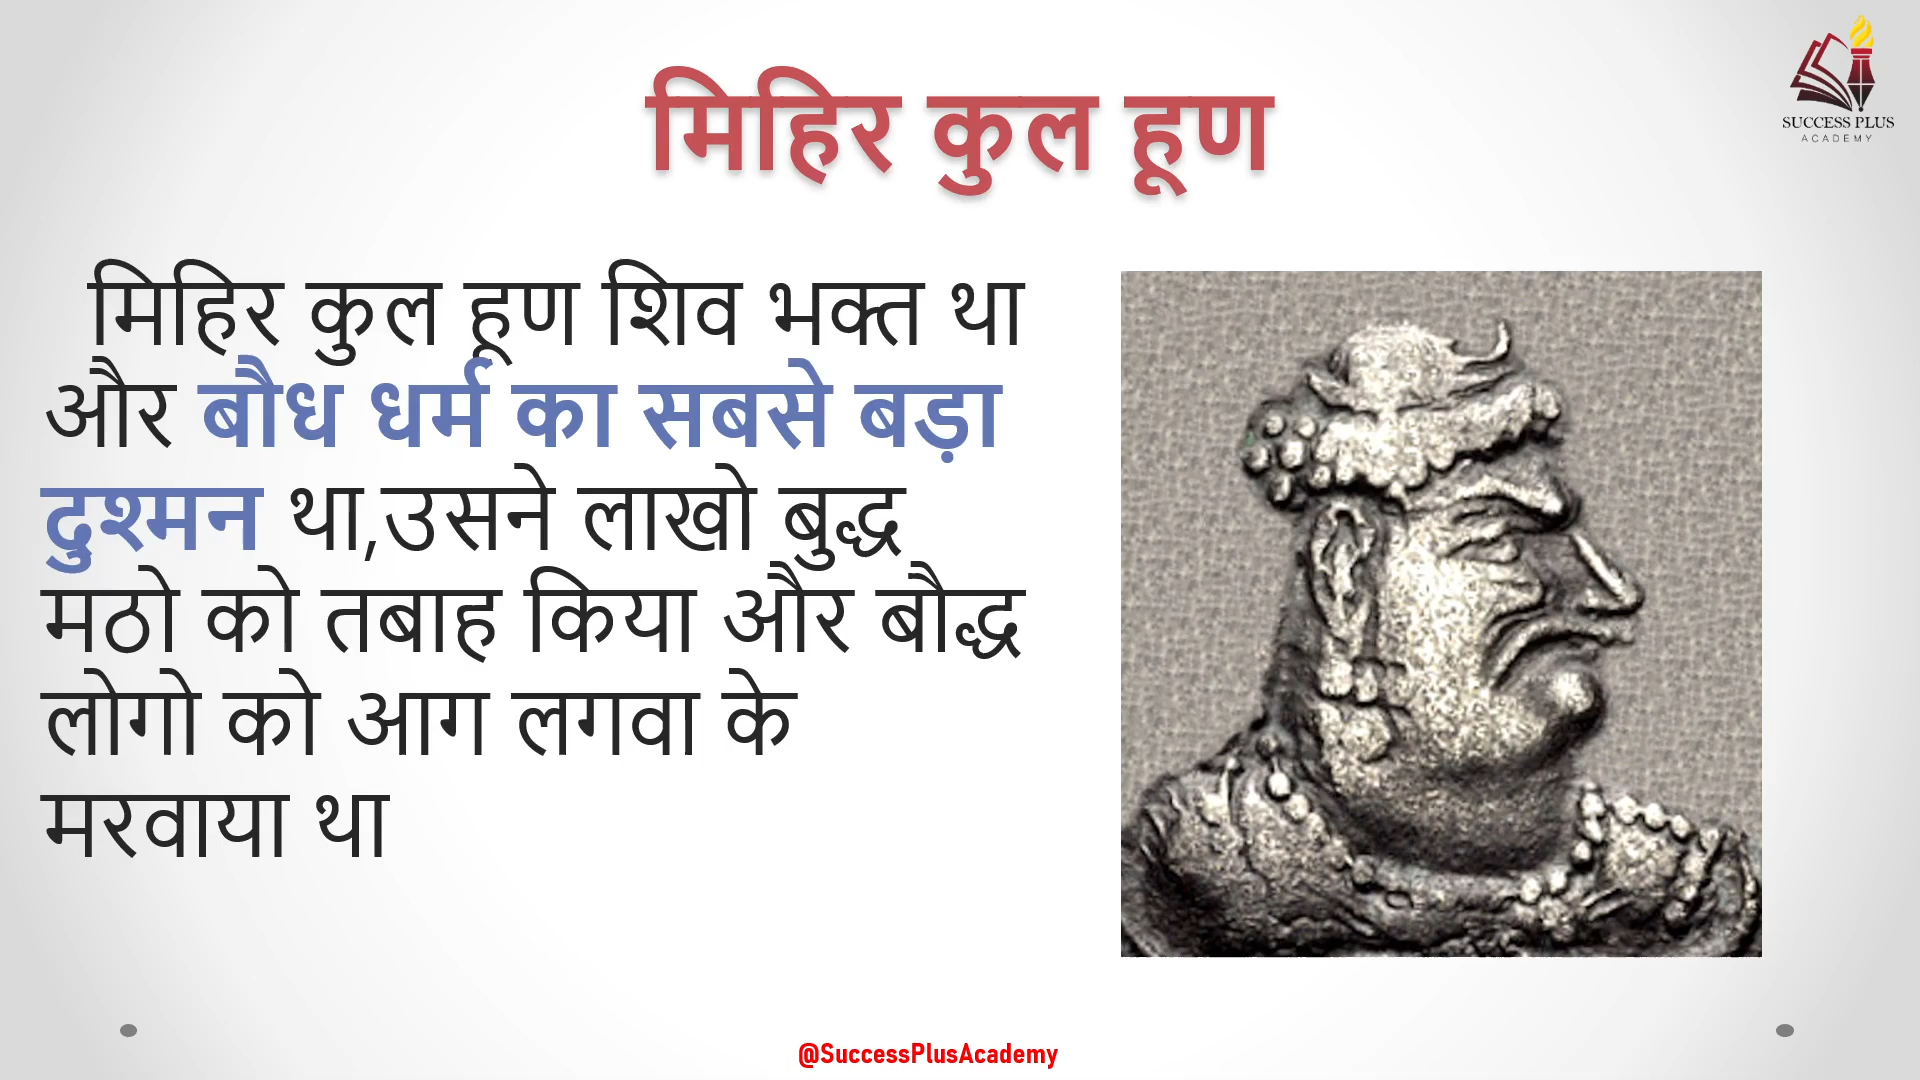 मिहिर कुल हूण
SUCCESS PLUS
ACADEMY
मिहिर कुल हूण शिव भक्त था
और बौध धर्म का सबसे बड़ा
दुश्मन था,उसने लाखो बुद्ध
मठो को तबाह किया और बौद्ध
लोगो को आग लगवा के
मरवाया था
@SuccessPlusAcademy